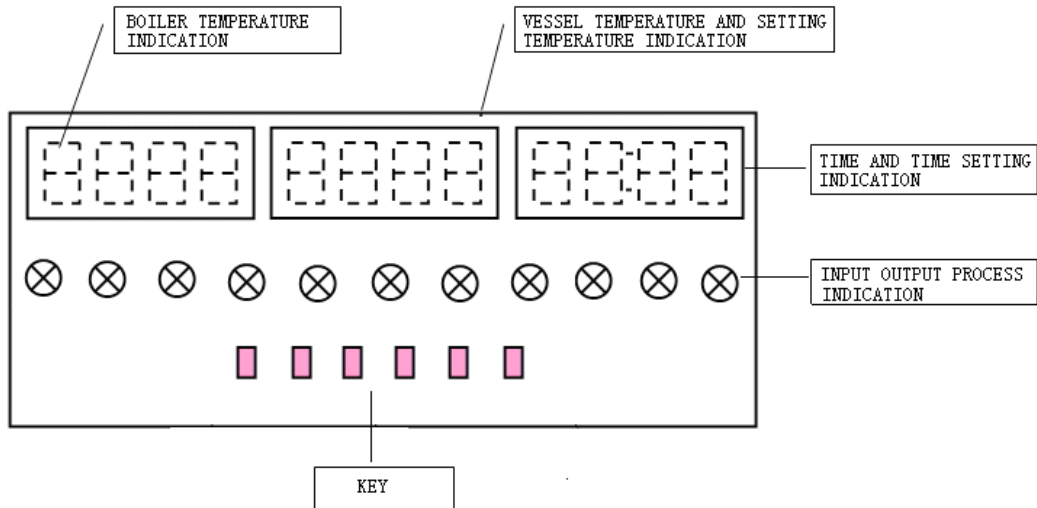 BOILER TEMPERATURE
INDICATION
VESSEL TEMPERATURE AND SETTING
TEMPERATURE INDICATION
TIME AND TIME SETTING
INDICATION
INPUT OUTPUT PROCESS
INDICATION
KEY